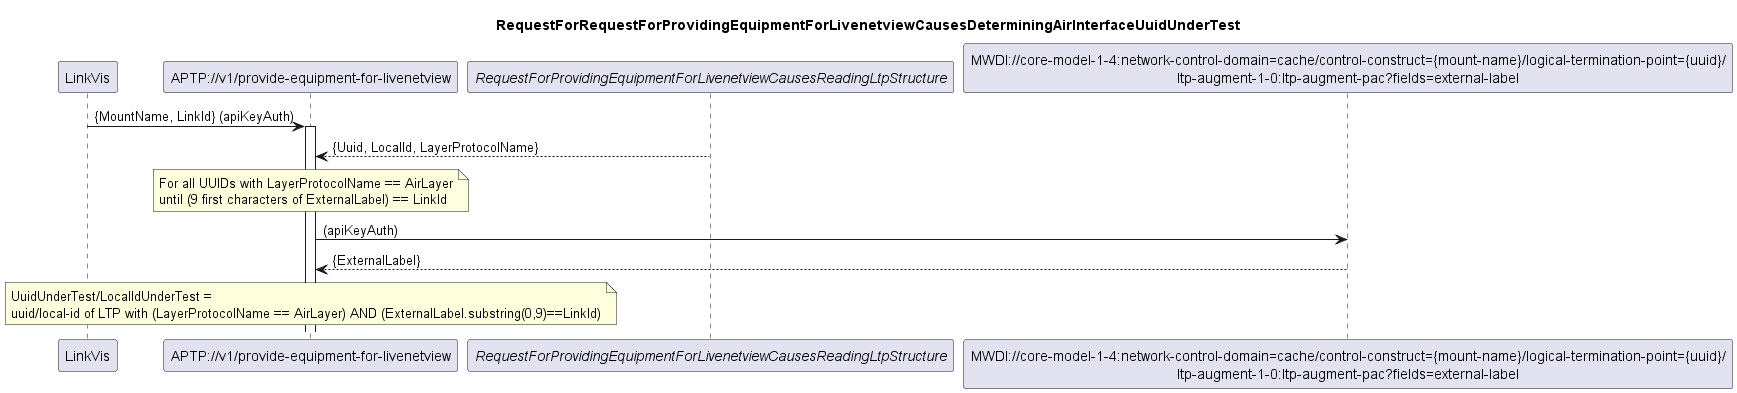 RequestForRequestForProvidingEquipmentForLivenetviewCausesDeterminingAirInterfaceUuidUnderTest
LinkVis
APTP://v1/provide-equipment-for-livenetview
RequestForProvidingEquipmentForLivenetviewCausesReadingLtpStructure
MWDI://core-model-1-4:network-control-domain=cache/control-construct={mount-name}/logical-termination-point={uuid}/
ltp-augment-1-0:ltp-augment-pac?fields=external-label
{MountName, LinkId} (apiKeyAuth)
{Uuid, LocalId, LayerProtocolName}
For all UUIDs with LayerProtocolName == AirLayer
until (9 first characters of ExternalLabel) == LinkId
(apiKeyAuth)
{ExternalLabel}
UuidUnderTest/LocalIdUnderTest =
uuid/local-id of LTP with (LayerProtocolName == AirLayer) AND (ExternalLabel.substring(0,9)==LinkId)
LinkVis
APTP://v1/provide-equipment-for-livenetview
RequestForProvidingEquipmentForLivenetviewCausesReadingLtpStructure
MWDI://core-model-1-4:network-control-domain=cache/control-construct={mount-name}/logical-termination-point={uuid}/
ltp-augment-1-0:ltp-augment-pac?fields=external-label